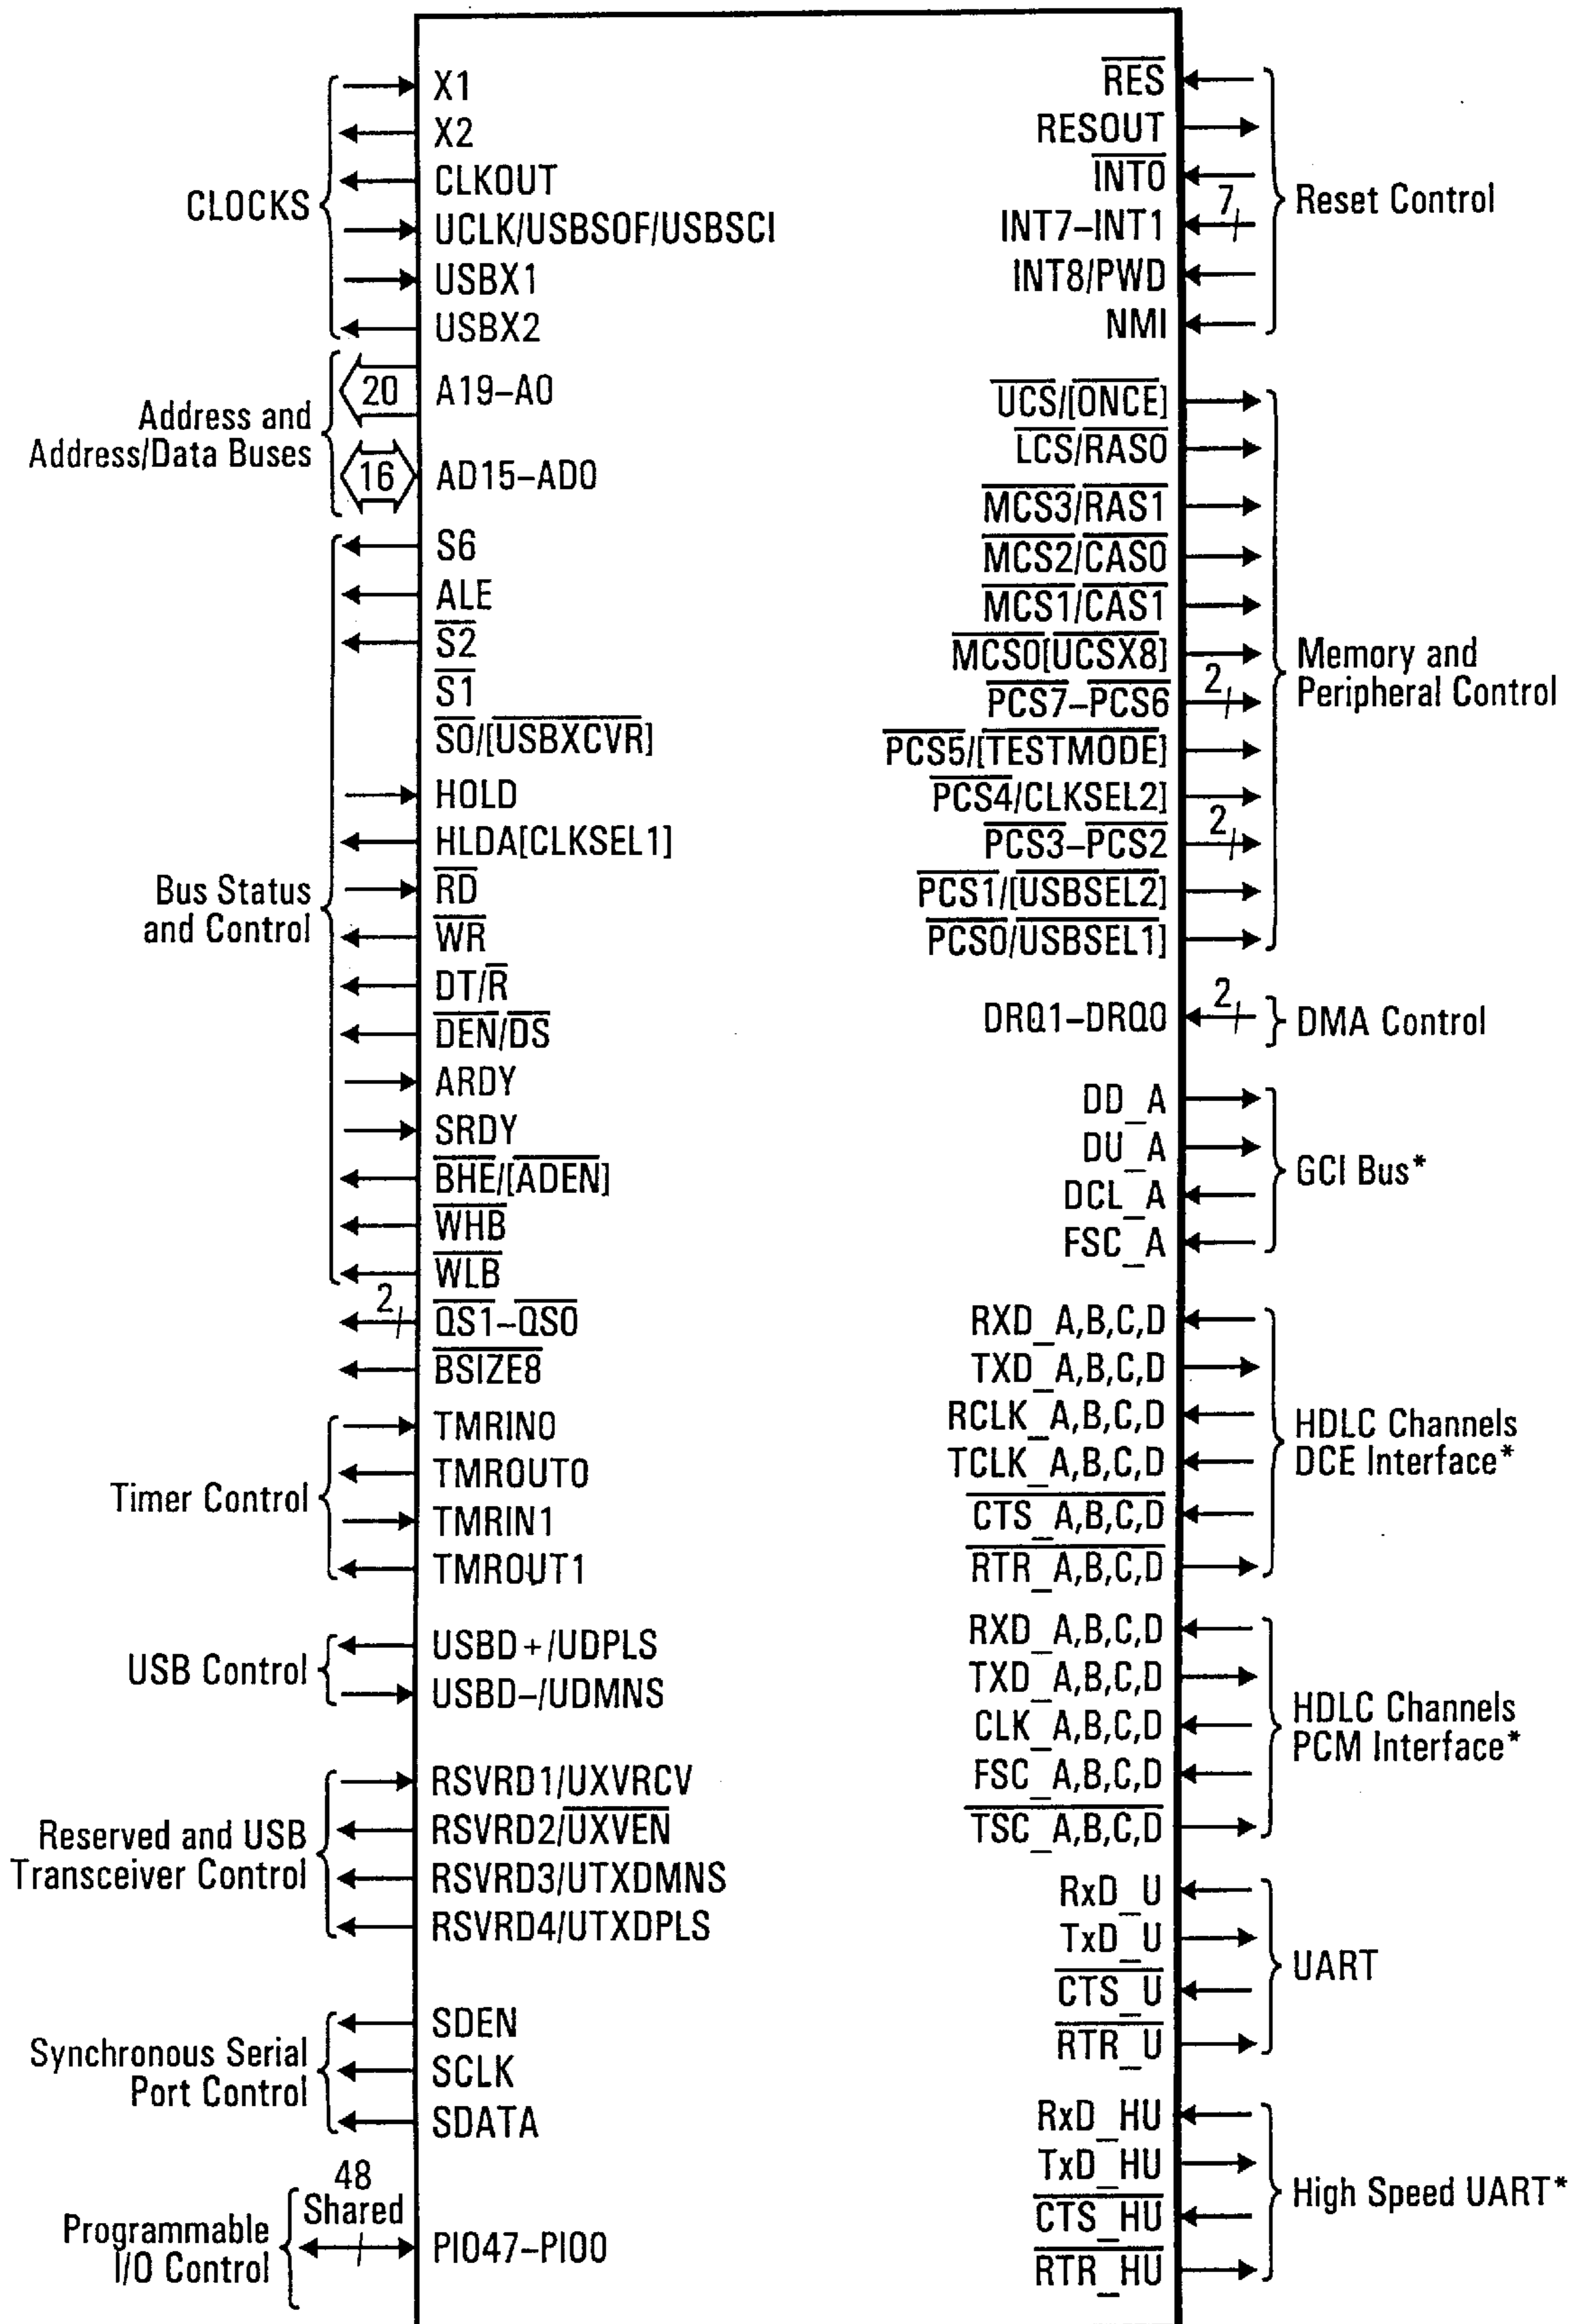 CLOCKS
X1
X2
CLKOUT
UCLK/USBSOF/USBSCI
USBX1
USBX2
Address and
Address/Data Buses
20
A19–A0
16
AD15–AD0
Bus Status
and Control
S6
ALE
S2
S1
S0/[USBXCVR]
HOLD
HLDA[CLKSEL1]
RD
WR
DT/R
DEN/DS
ARDY
SRDY
BHE/[ADEN]
WHB
WLB
2
QS1–QS0
BSIZE8
Timer Control
TMRIN0
TMROUT0
TMRIN1
TMROUT1
USB Control
USBD+/UDPLS
USBD–/UDMNS
Reserved and USB
Transceiver Control
RSVRD1/UXVRCV
RSVRD2/UXVEN
RSVRD3/UTXDMNS
RSVRD4/UTXDPLS
Synchronous Serial
Port Control
SDEN
SCLK
SDATA
Programmable
I/O Control
48
Shared
PIO47–PIO0
RES
RESOUT
INT0
INT7–INT1
7
INT8/PWD
NMI
Reset Control
UCS/[ONCE]
LCS/RAS0
MCS3/RAS1
MCS2/CAS0
MCS1/CAS1
MCS0[UCSX8]
PCS7–PCS6
2
PCS5/[TESTMODE]
PCS4/CLKSEL2]
PCS3–PCS2
2
PCS1/[USBSEL2]
PCS0/USBSEL1]
Memory and
Peripheral Control
DRQ1–DRQ0
2
DMA Control
DD_A
DU_A
DCL_A
FSC_A
GCI Bus*
RXD_A,B,C,D
TXD_A,B,C,D
RCLK_A,B,C,D
TCLK_A,B,C,D
CTS_A,B,C,D
RTR_A,B,C,D
HDLC Channels
DCE Interface*
RXD_A,B,C,D
TXD_A,B,C,D
CLK_A,B,C,D
FSC_A,B,C,D
TSC_A,B,C,D
HDLC Channels
PCM Interface*
RxD_U
TxD_U
CTS_U
RTR_U
UART
RxD_HU
TxD_HU
CTS_HU
RTR_HU
High Speed UART*